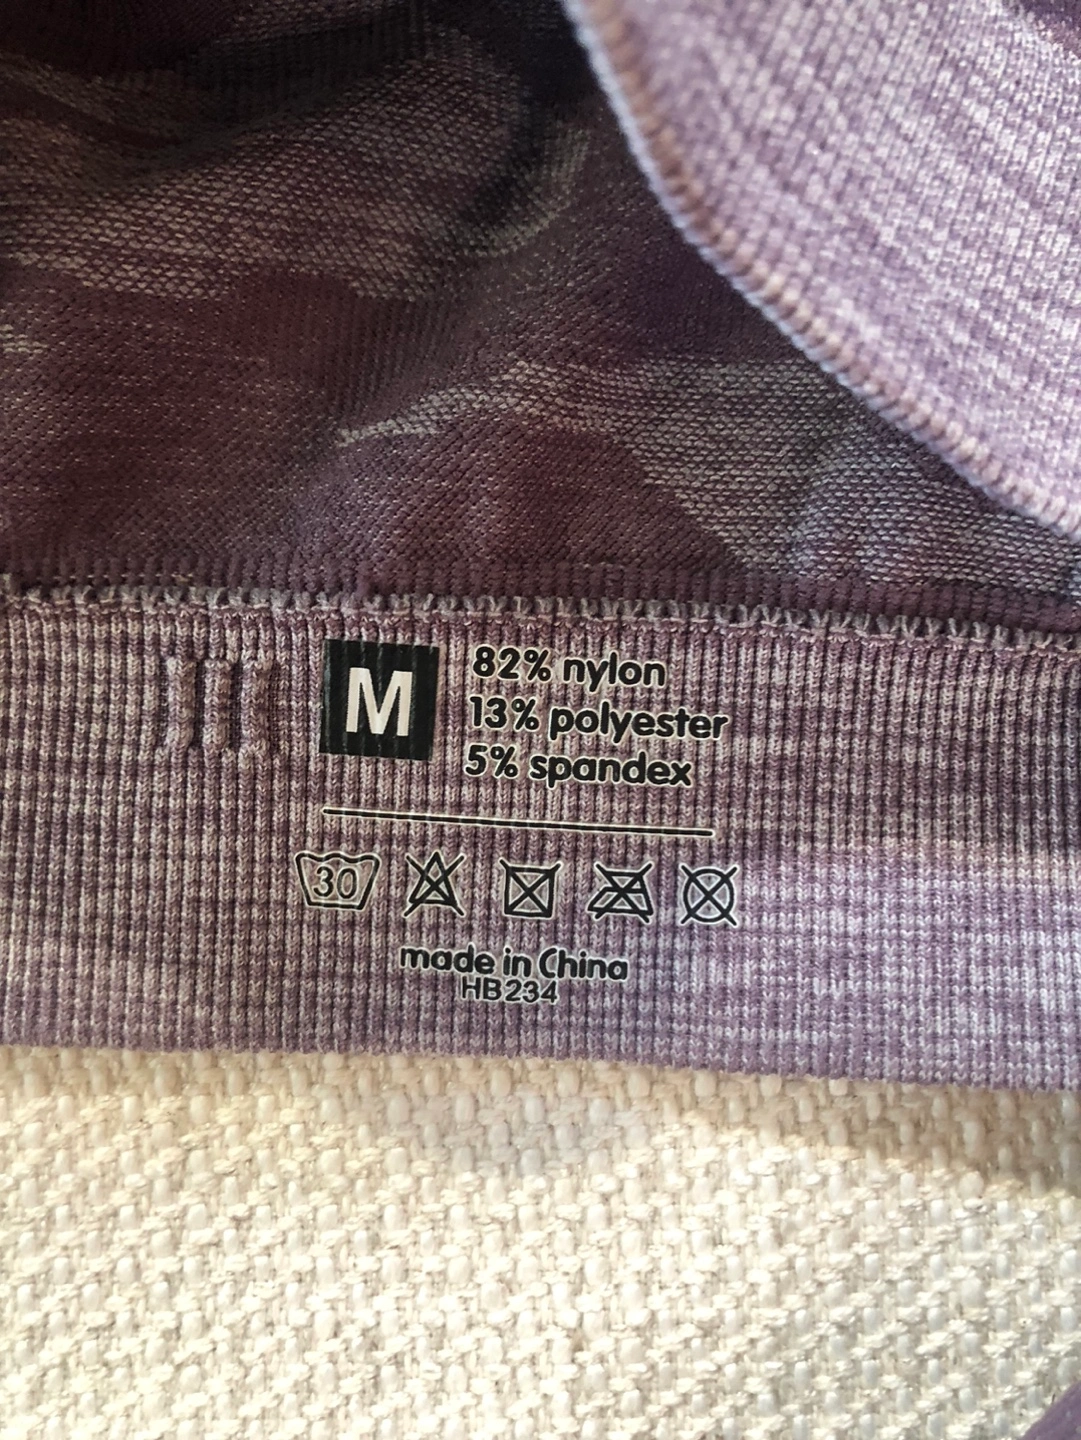 M
82% nylon
13% polyester
5% spandex
30
made in China
HB234